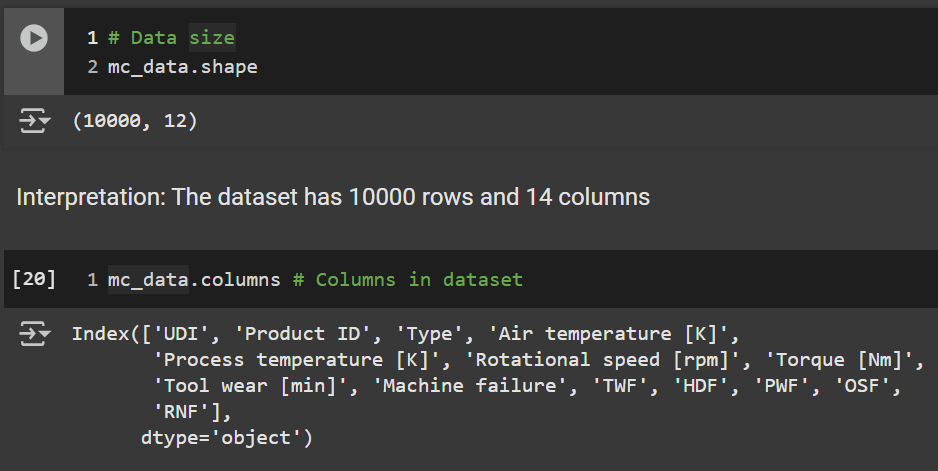 1 # Data size
2 mc_data.shape
(10000, 12)
Interpretation: The dataset has 10000 rows and 14 columns
[20] 1 mc_data.columns # Columns in dataset
Index(['UDI', 'Product ID', 'Type', 'Air temperature [K]',
'Process temperature [K]', 'Rotational speed [rpm]', 'Torque [Nm]',
'Tool wear [min]', 'Machine failure', 'TWF', 'HDF', 'PWF', 'OSF',
'RNF'],
dtype='object')